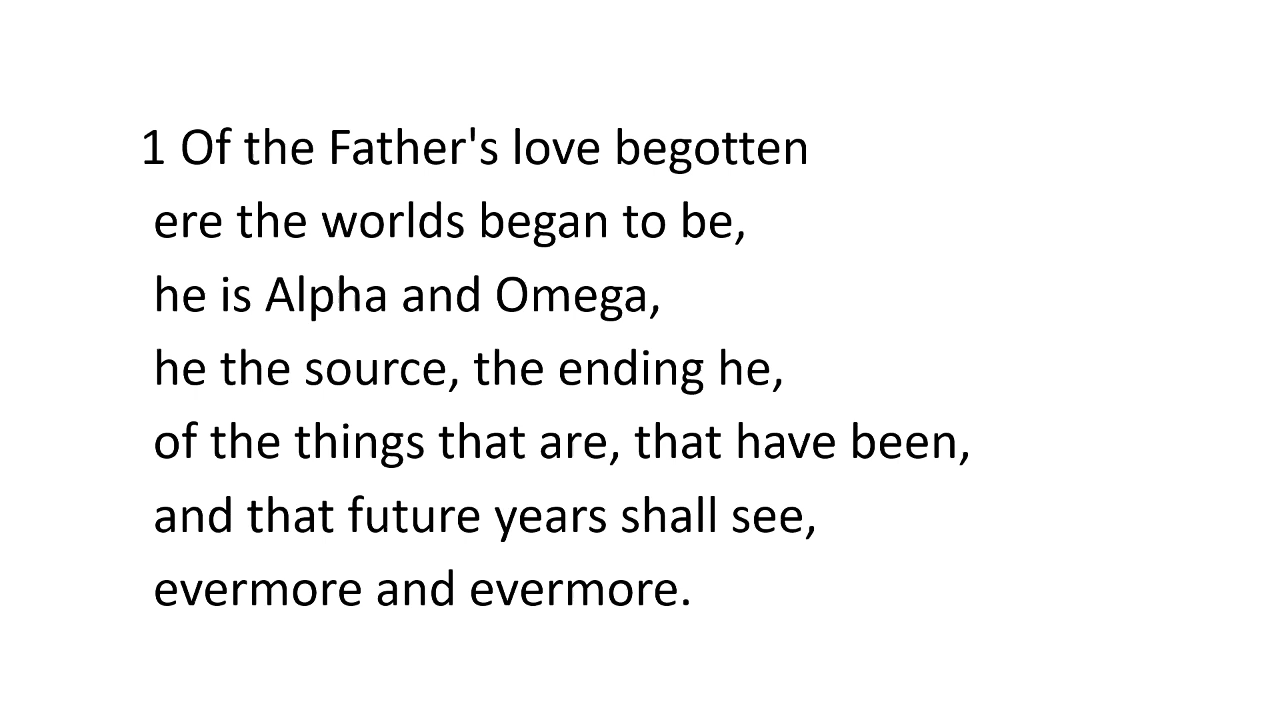 1 Of the Father's love begotten
ere the worlds began to be,
he is Alpha and Omega,
he the source, the ending he,
of the things that are, that have been,
and that future years shall see,
evermore and evermore.